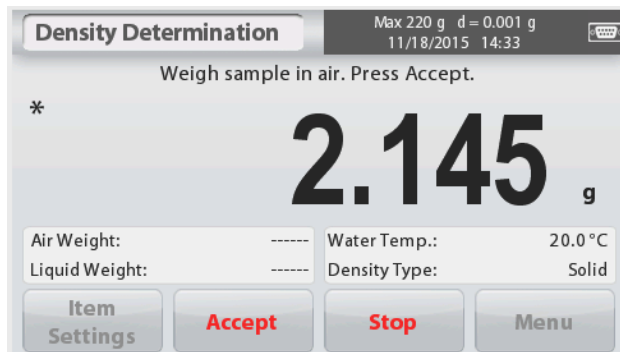 Density Determination
Max 220 g d = 0.001 g
11/18/2015 14:33
Weigh sample in air. Press Accept.
*
2.145 g
Air Weight: ------
Water Temp.: 20.0 °C
Liquid Weight: ------
Density Type: Solid
Item Settings
Accept
Stop
Menu